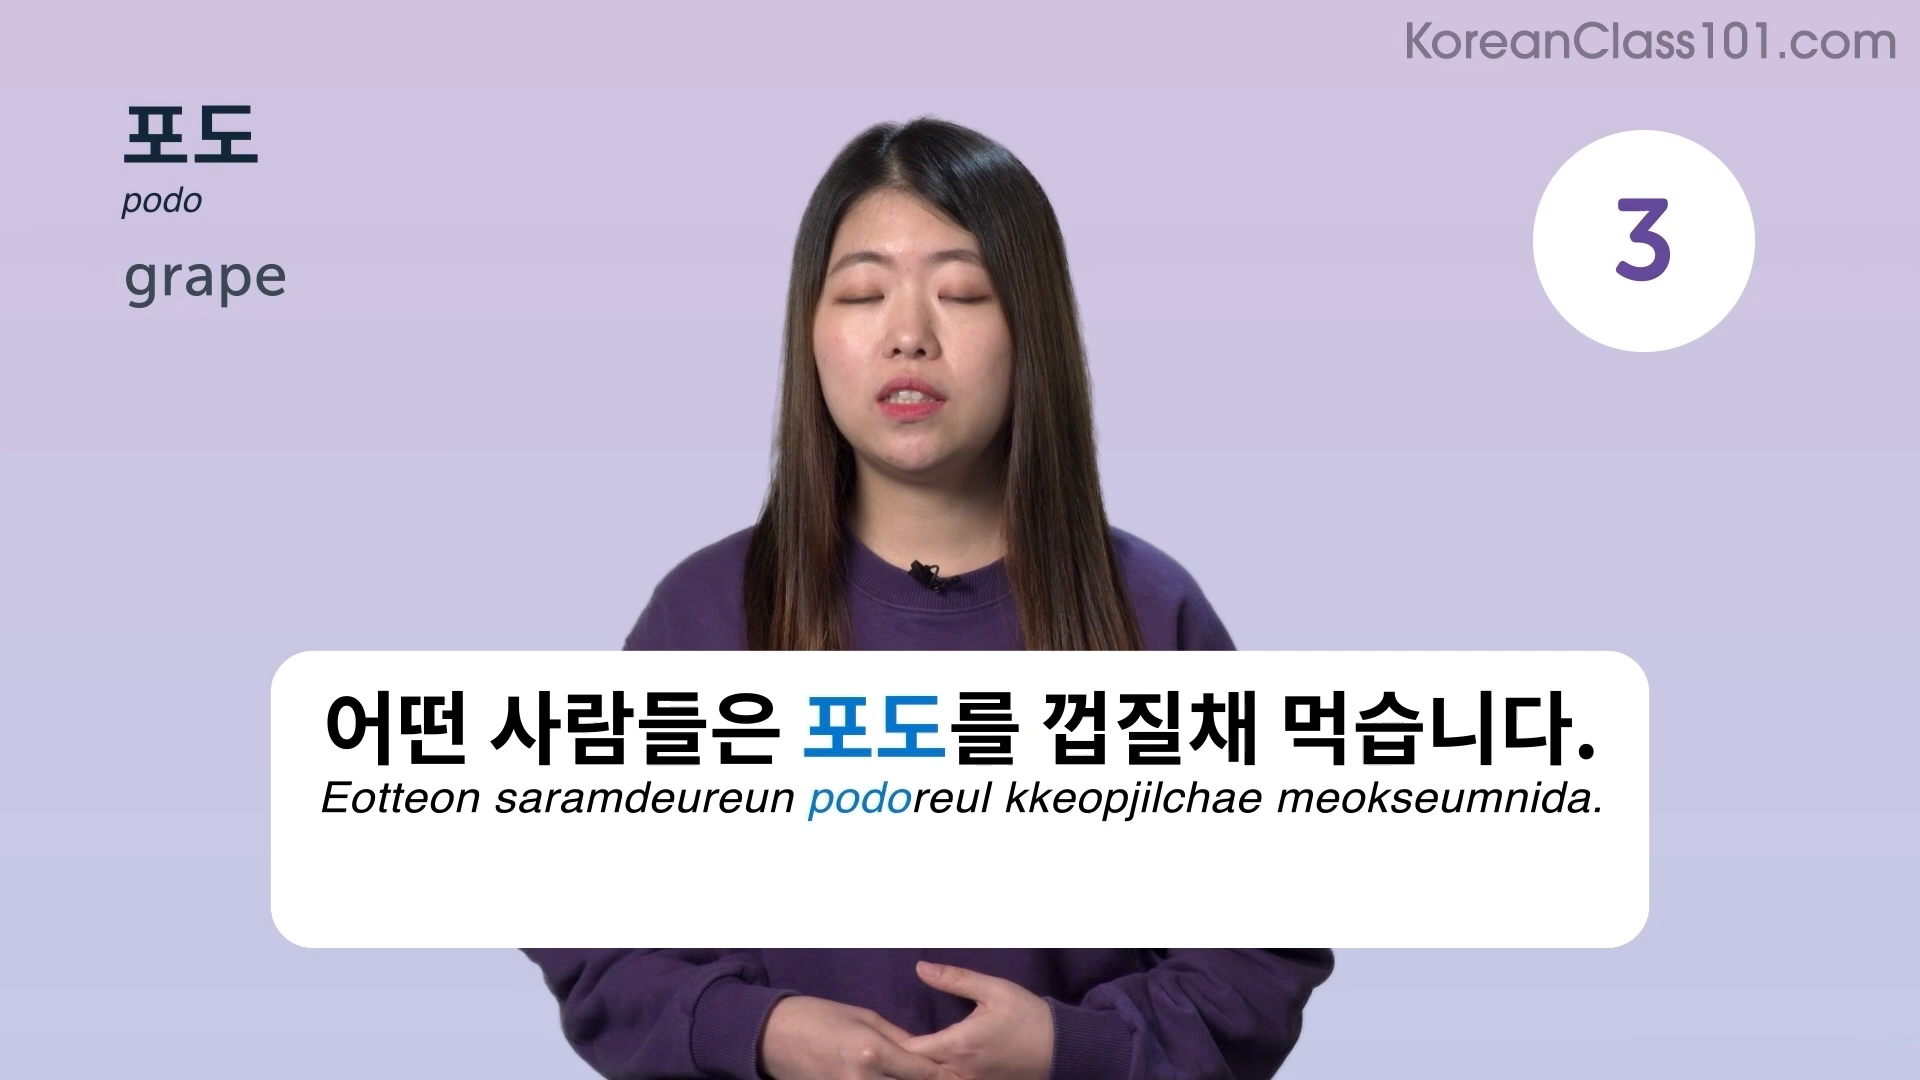 KoreanClass101.com
포도
podo
grape
3
어떤 사람들은 포도를 껍질채 먹습니다.
Eotteon saramdeureun podoreul kkeopjilchae meokseumnida.